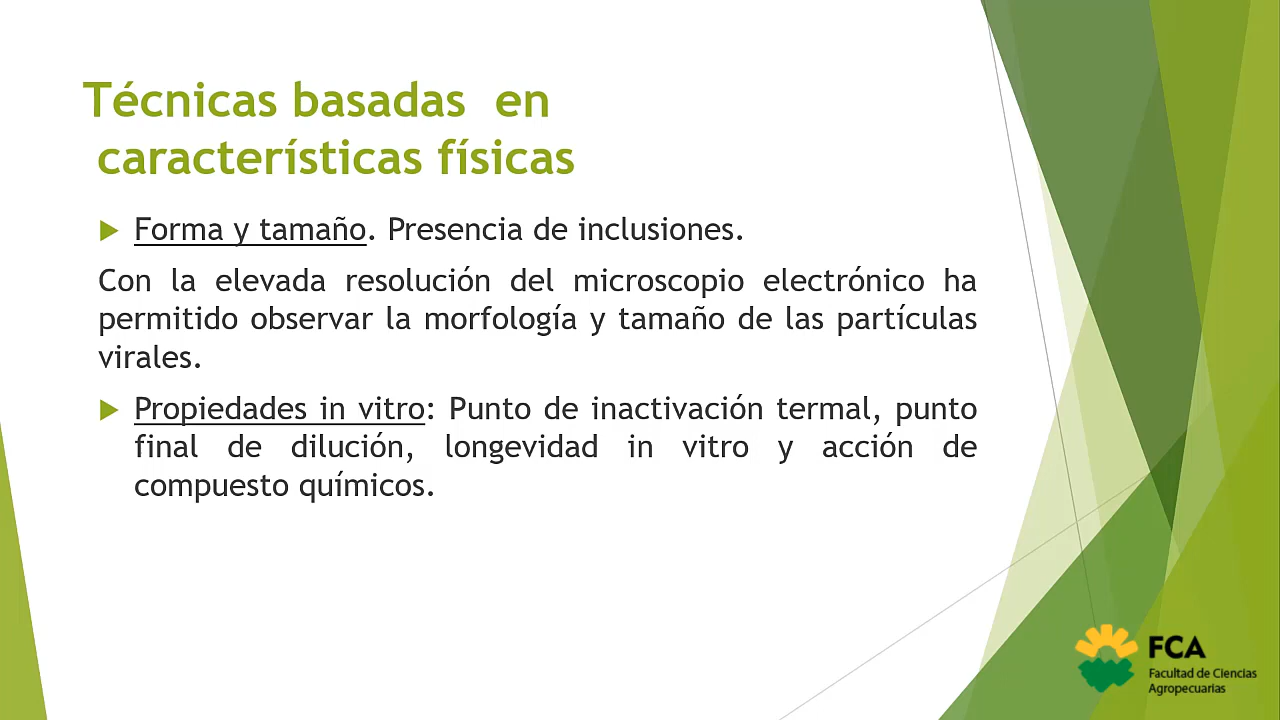 Técnicas basadas  en
características físicas
Forma y tamaño. Presencia de inclusiones.
Con la elevada resolución del microscopio electrónico ha
permitido observar la morfología y tamaño de las partículas
virales.
Propiedades in vitro: Punto de inactivación termal, punto
final de dilución, longevidad in vitro y acción de
compuesto químicos.
FCA
Facultad de Ciencias
Agropecuarias